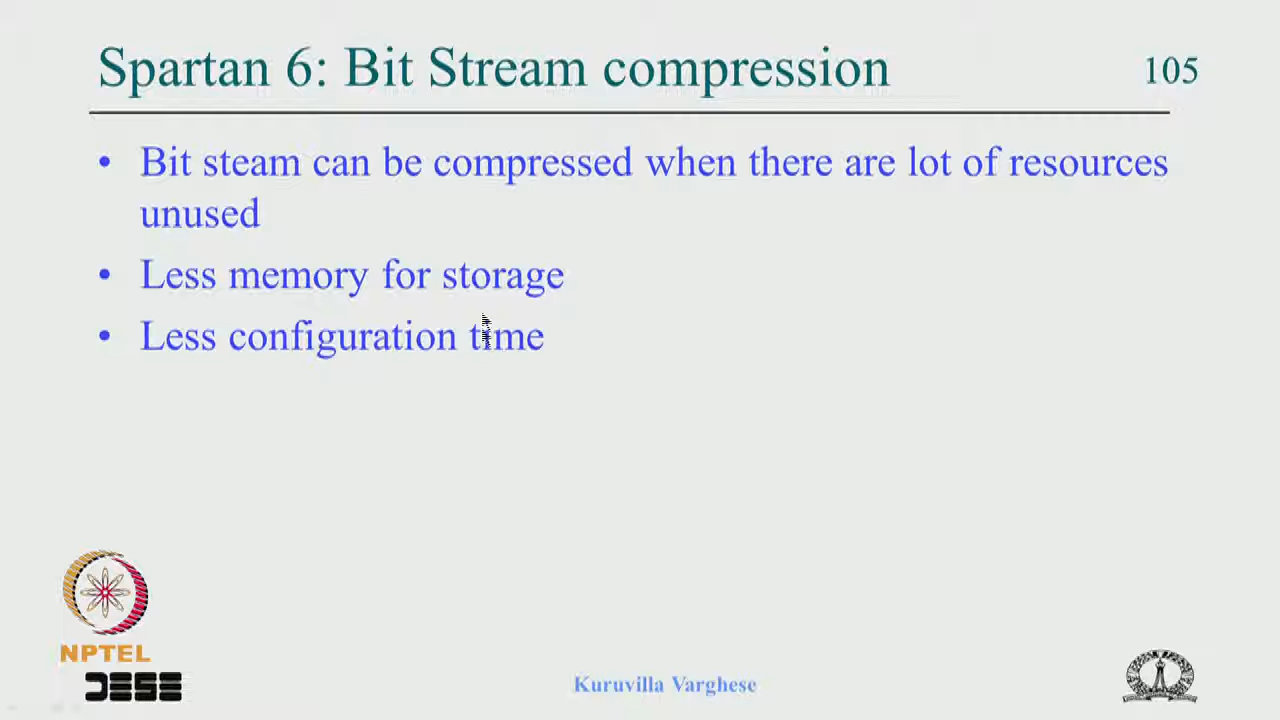 Spartan 6: Bit Stream compression
105
• Bit steam can be compressed when there are lot of resources
unused
• Less memory for storage
• Less configuration time
NPTEL
DESE
Kuruvilla Varghese